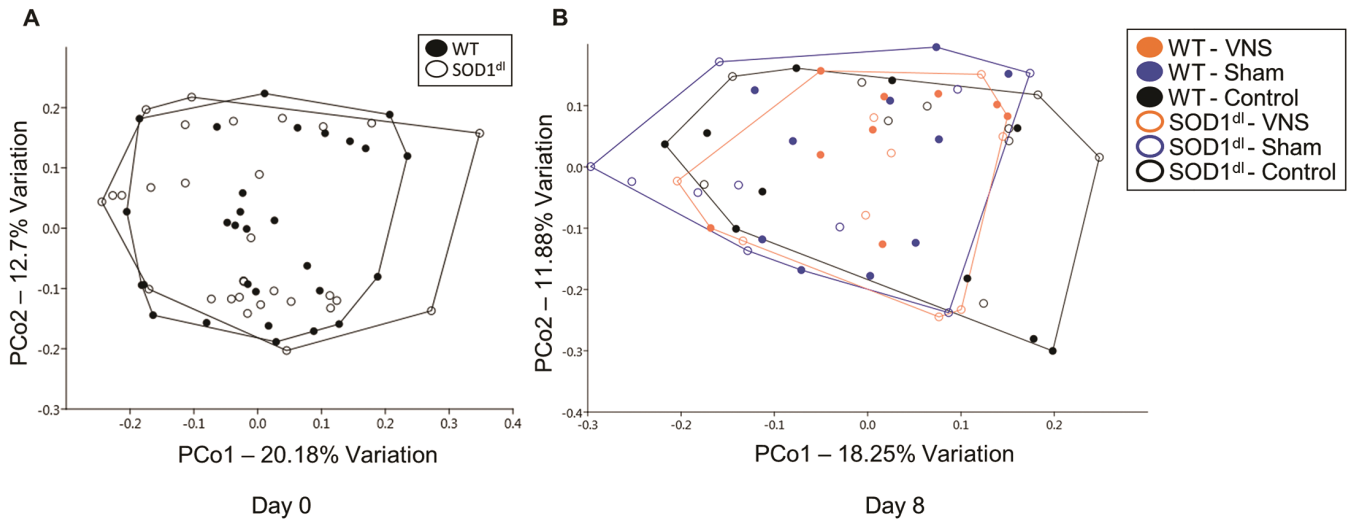 A
B
WT
SOD1ᵈˡ
WT - VNS
WT - Sham
WT - Control
SOD1ᵈˡ - VNS
SOD1ᵈˡ - Sham
SOD1ᵈˡ - Control
PCo2 – 12.7% Variation
0.2
0.1
0.0
-0.1
-0.2
-0.3
-0.2
-0.1
0.0
0.1
0.2
0.3
0.4
PCo1 – 20.18% Variation
Day 0
PCo2 – 11.88% Variation
0.1
0.0
-0.1
-0.2
-0.3
-0.4
-0.3
-0.2
-0.1
0.0
0.1
0.2
PCo1 – 18.25% Variation
Day 8